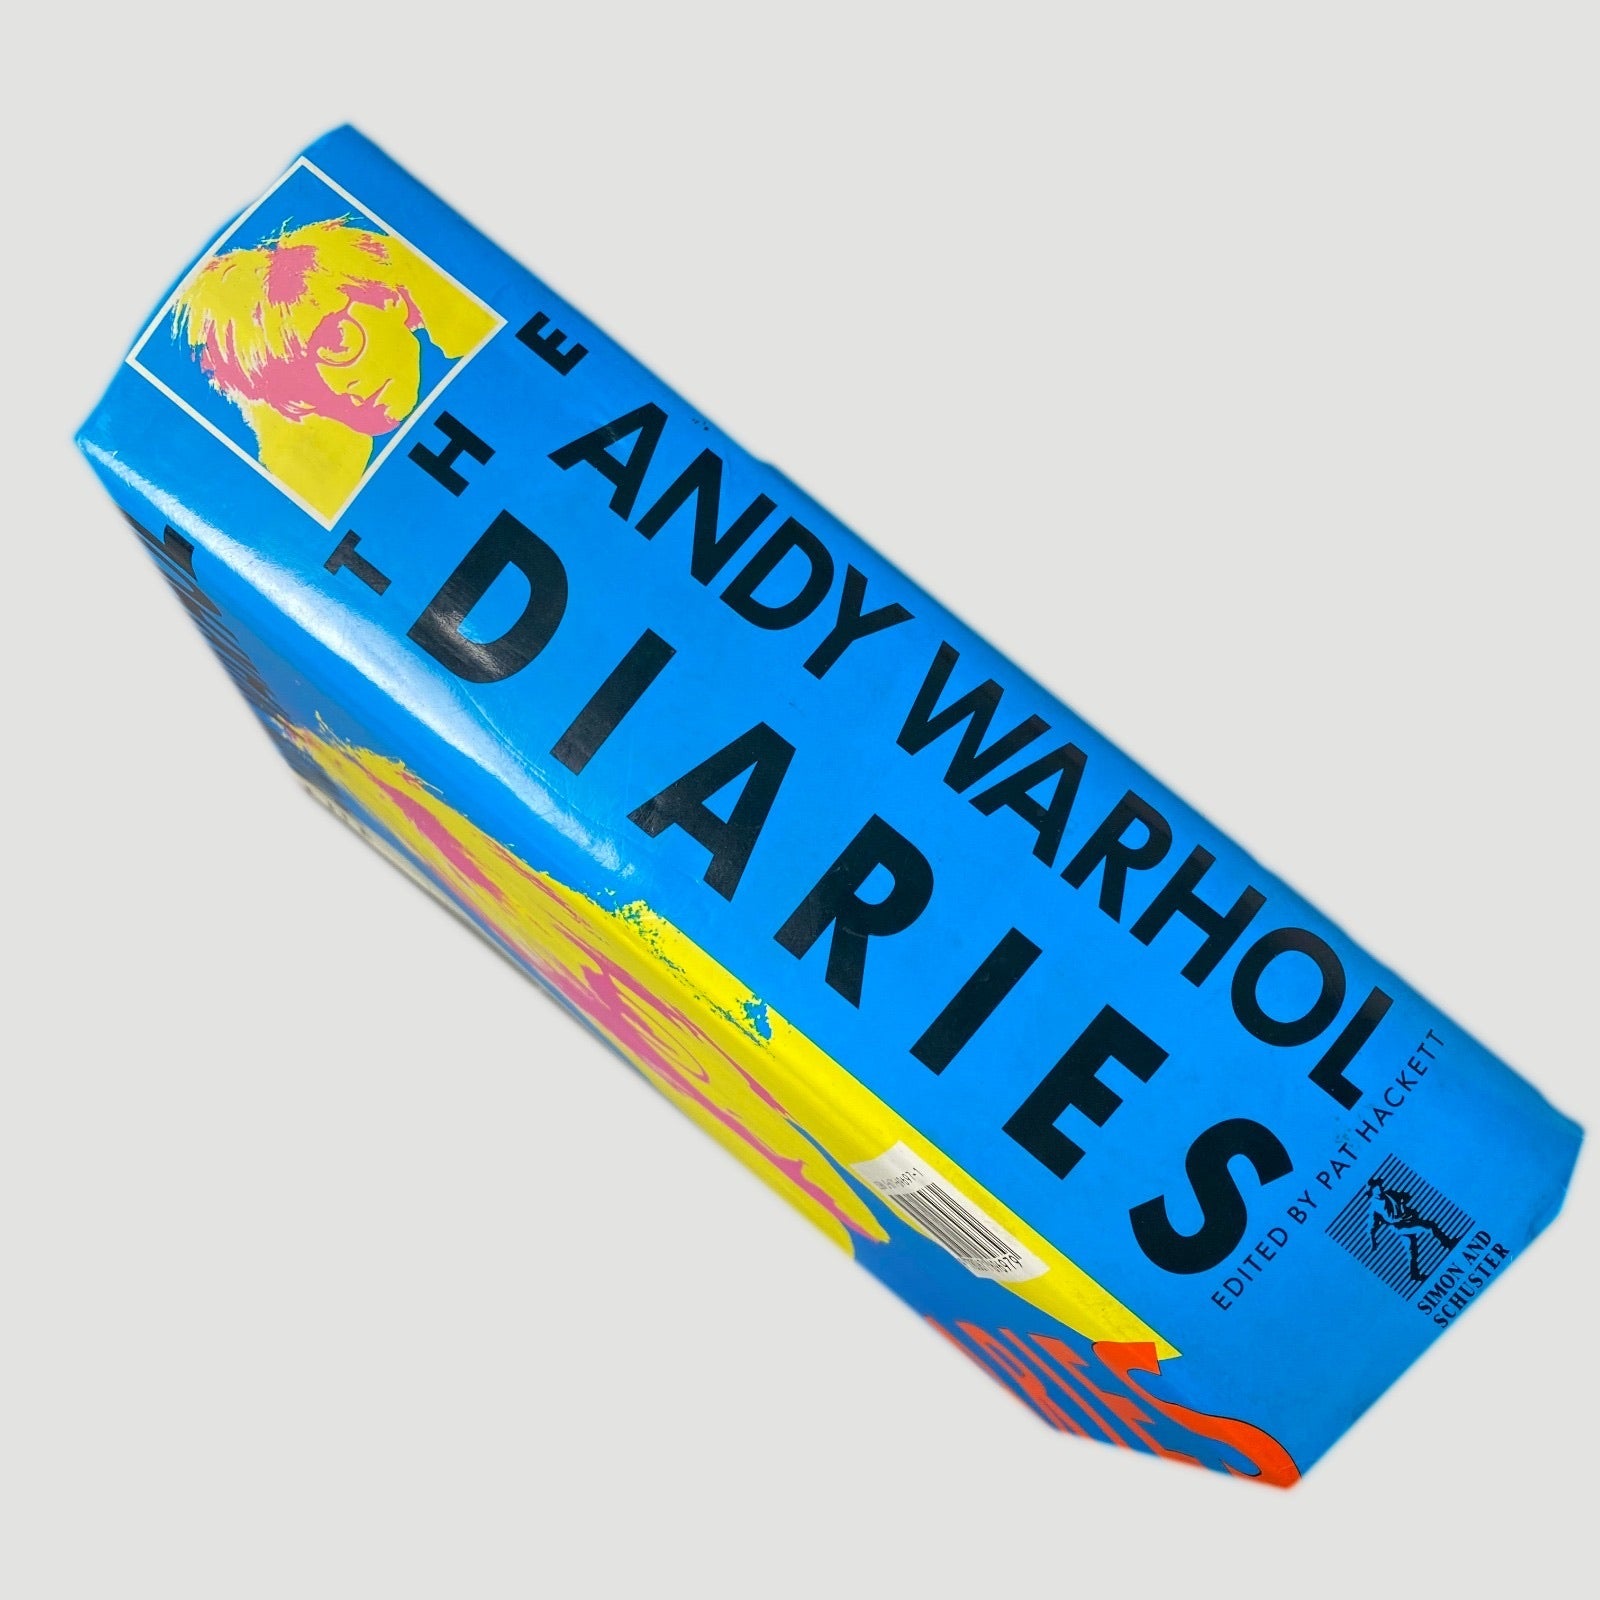 THE
ANDY WARHOL
DIARIES
EDITED BY PAT HACKETT
SIMON AND
SCHUSTER